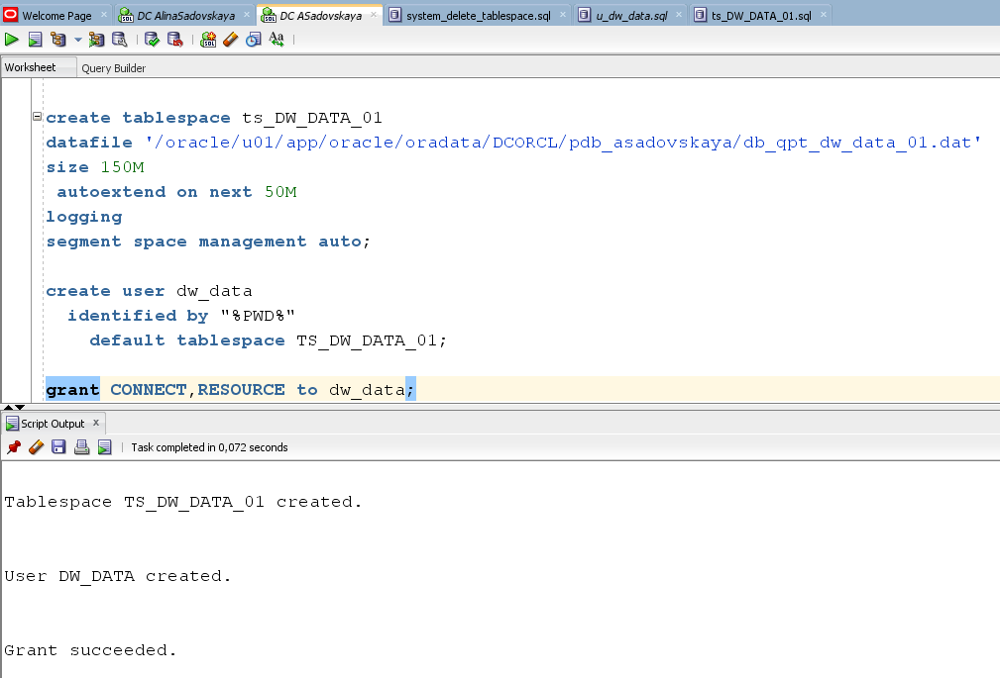 Welcome Page
DC AlinaSadovskaya
DC ASadovskaya
system_delete_tablespace.sql
u_dw_data.sql
ts_DW_DATA_01.sql
Worksheet Query Builder
create tablespace ts_DW_DATA_01
datafile '/oracle/u01/app/oracle/oradata/DCORCL/pdb_asadovskaya/db_qpt_dw_data_01.dat'
size 150M
autoextend on next 50M
logging
segment space management auto;
create user dw_data
identified by "%PWD%"
default tablespace TS_DW_DATA_01;
grant CONNECT,RESOURCE to dw_data;
Script Output x
Task completed in 0,072 seconds
Tablespace TS_DW_DATA_01 created.
User DW_DATA created.
Grant succeeded.